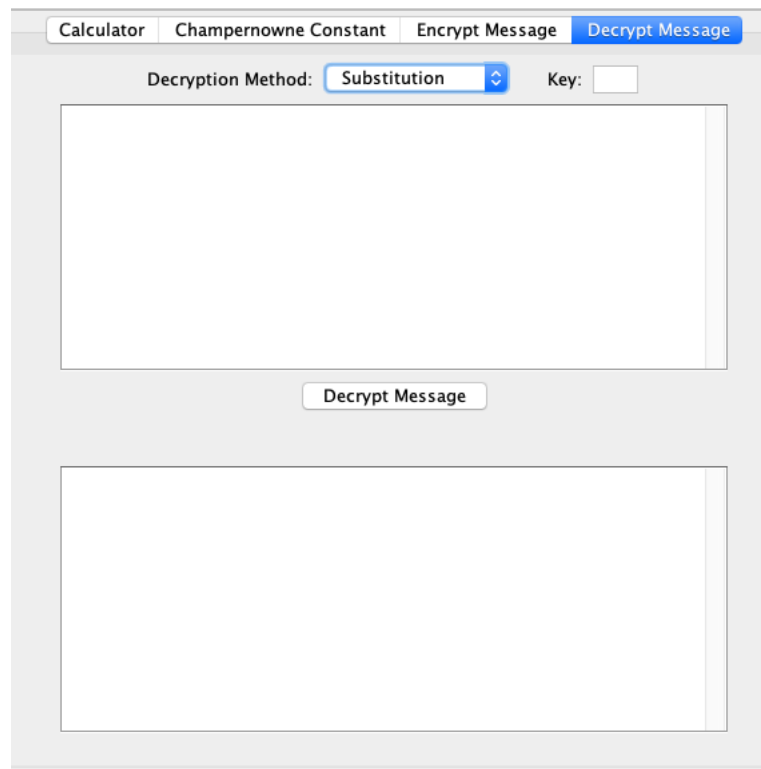 Calculator Champernowne Constant Encrypt Message Decrypt Message
Decryption Method: Substitution Key:
Decrypt Message